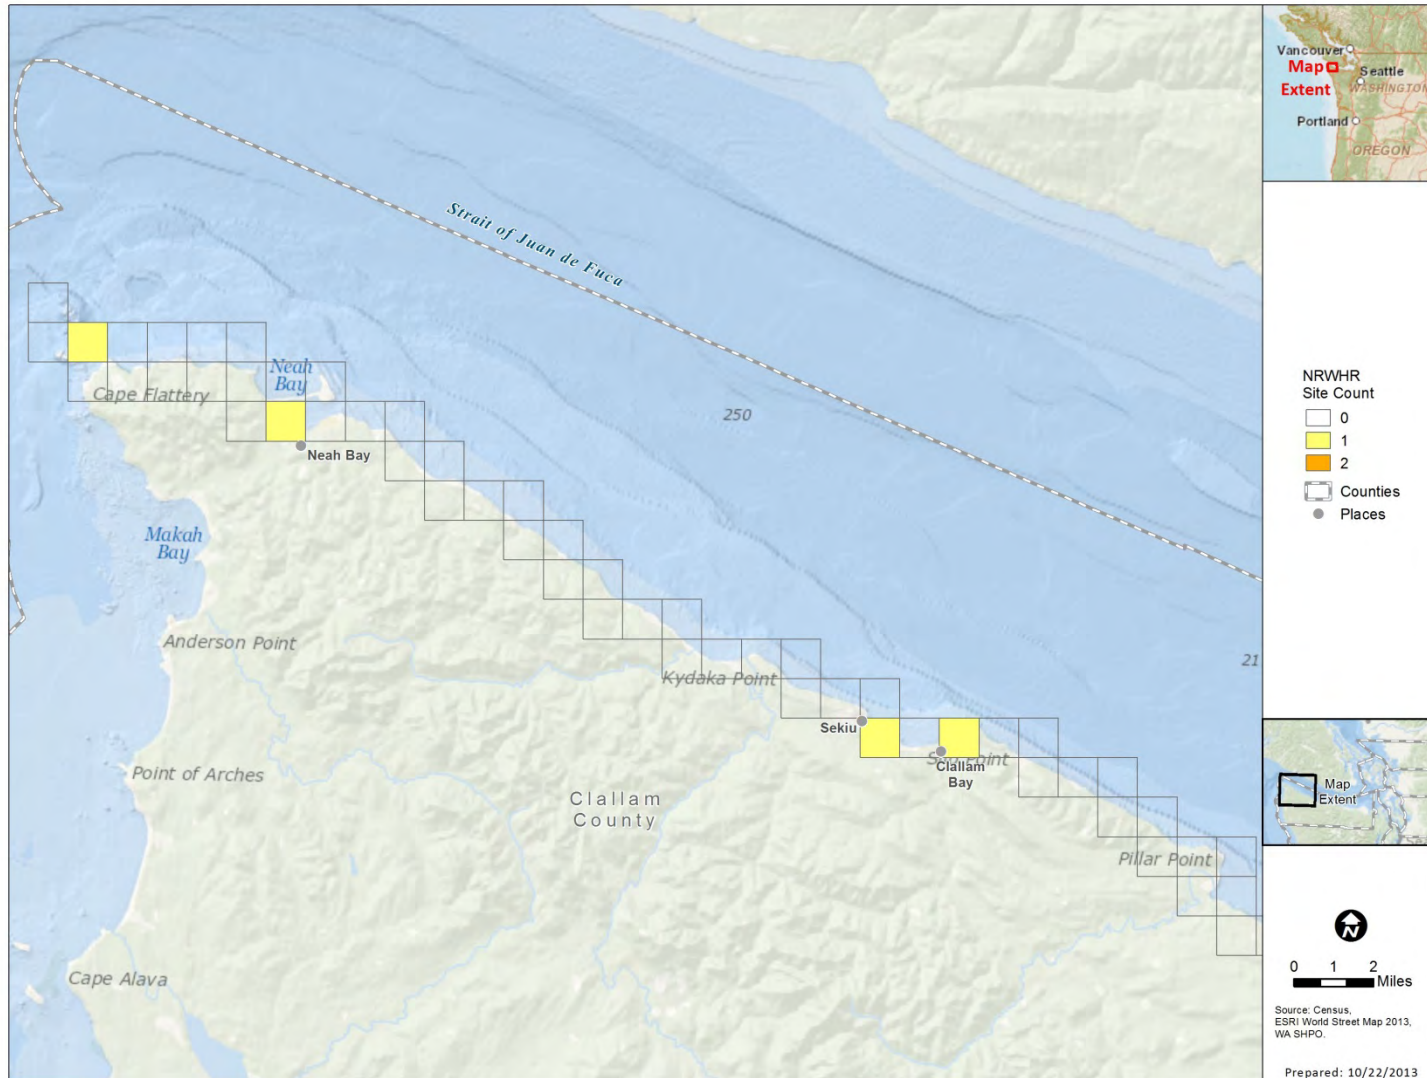 Strait of Juan de Fuca
Neah
Bay
Cape Flattery
250
Neah Bay
Makah
Bay
Anderson Point
21
Kydaka Point
Sekiu
Point
Clallam
Bay
Point of Arches
Clallam
County
Pillar Point
Cape Alava
Vancouver
Map
Extent
Seattle
WASHINGTON
Portland
OREGON
NRWHR
Site Count
0
1
2
Counties
Places
Map
Extent
N
0 1 2
Miles
Source: Census,
ESRI World Street Map 2013,
WA SHPO.
Prepared: 10/22/2013